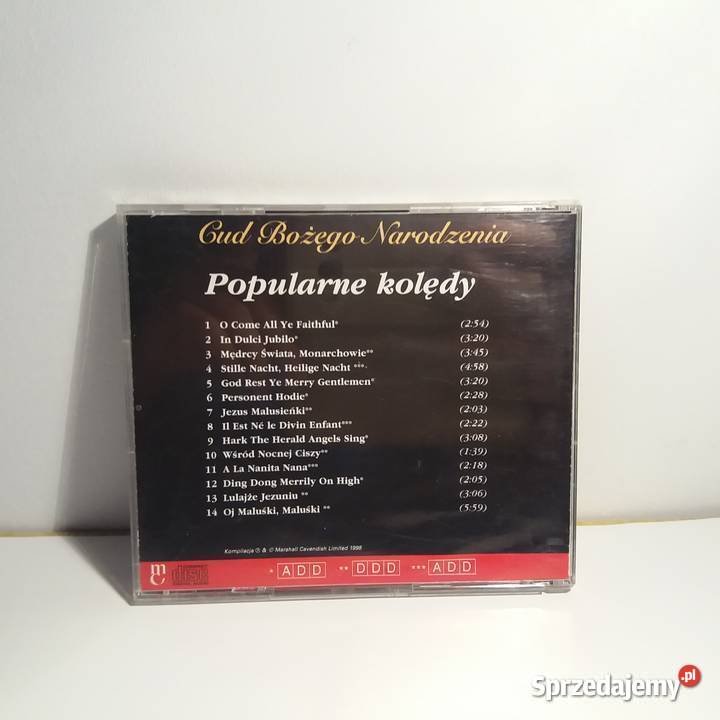 Cud Bożego Narodzenia
Popularne kolędy
1 O Come All Ye Faithful* (2:54)
2 In Dulci Jubilo* (3:20)
3 Mędrcy Świata, Monarchowie** (3:45)
4 Stille Nacht, Heilige Nacht ***. (4:58)
5 God Rest Ye Merry Gentlemen* (3:20)
6 Personent Hodie* (2:28)
7 Jezus Malusieńki** (2:03)
8 Il Est Né le Divin Enfant*** (2:22)
9 Hark The Herald Angels Sing* (3:08)
10 Wśród Nocnej Ciszy** (1:39)
11 A La Nanita Nana*** (2:18)
12 Ding Dong Merrily On High* (2:05)
13 Lulajże Jezuniu ** (3:06)
14 Oj Maluśki, Maluśki ** (5:59)
Kompilacja ℗ & © Marshall Cavendish Limited 1998
mc disc * ADD ** DDD *** ADD
Sprzedajemy.pl